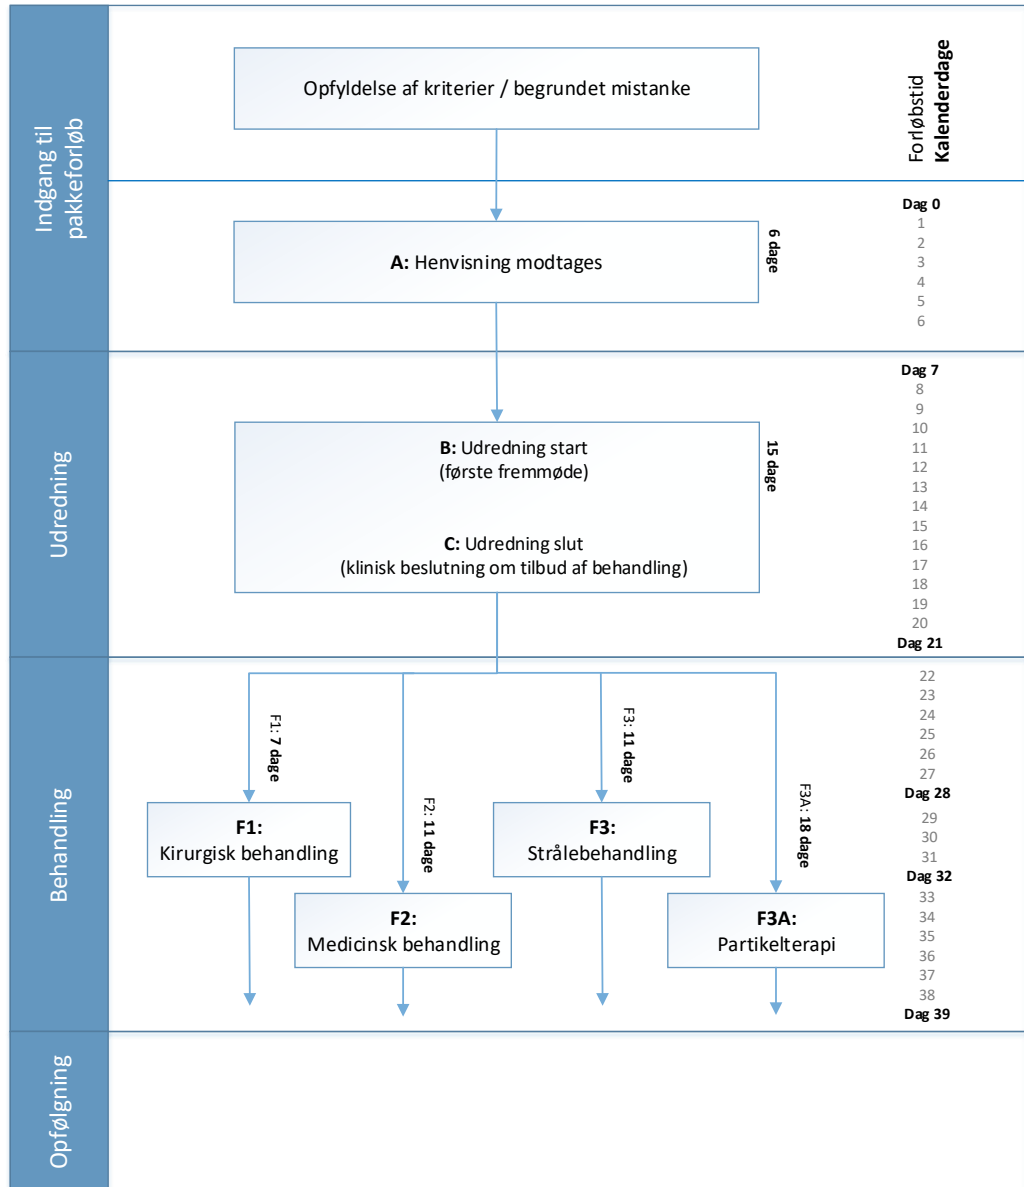 Indgang til
pakkeforløb
Opfyldelse af kriterier / begrundet mistanke
Forløbstid
Kalenderdage
A: Henvisning modtages
6 dage
Dag 0
1
2
3
4
5
6
Udredning
B: Udredning start
(første fremmøde)
C: Udredning slut
(klinisk beslutning om tilbud af behandling)
15 dage
Dag 7
8
9
10
11
12
13
14
15
16
17
18
19
20
Dag 21
Behandling
F1: 7 dage
F2: 11 dage
F3: 11 dage
F3A: 18 dage
F1:
Kirurgisk behandling
F2:
Medicinsk behandling
F3:
Strålebehandling
F3A:
Partikelterapi
22
23
24
25
26
27
Dag 28
29
30
31
Dag 32
33
34
35
36
37
38
Dag 39
Opfølgning